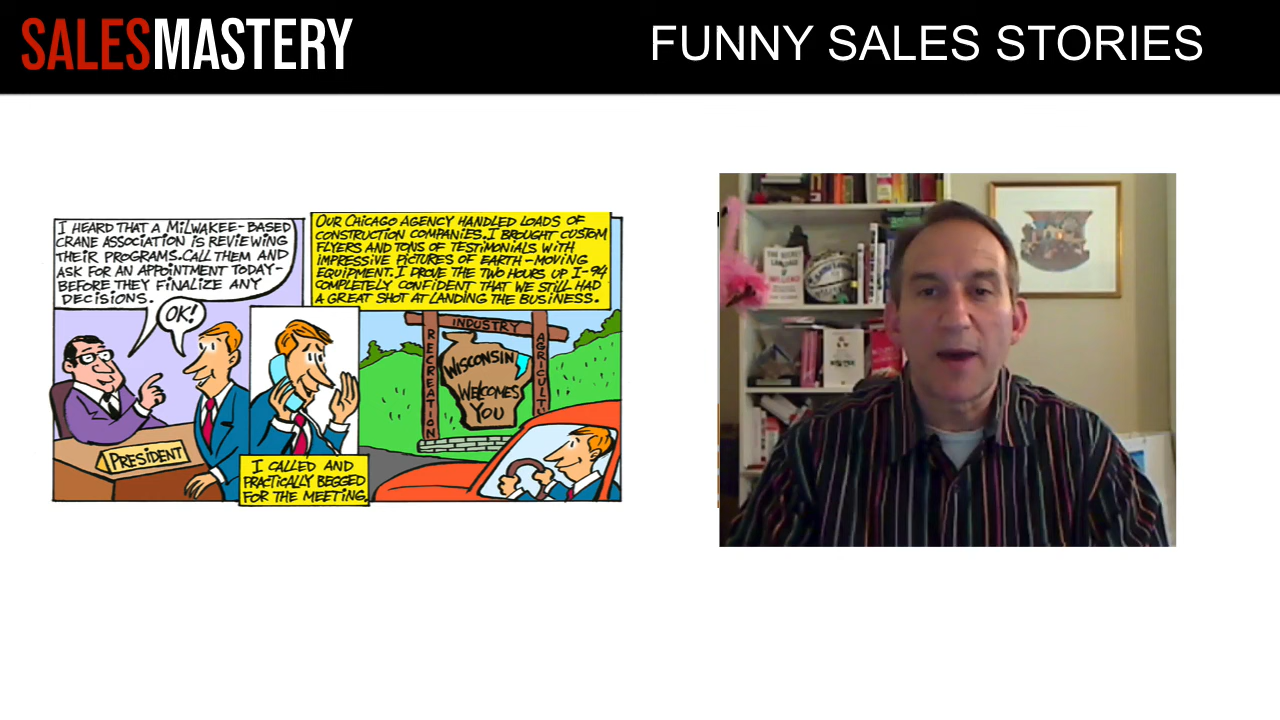 SALESMASTERY
FUNNY SALES STORIES
I HEARD THAT A MILWAKEE-BASED
CRANE ASSOCIATION IS REVIEWING
THEIR PROGRAMS. CALL THEM AND
ASK FOR AN APPOINTMENT TODAY-
BEFORE THEY FINALIZE ANY
DECISIONS.
OK!
PRESIDENT
I CALLED AND
PRACTICALLY BEGGED
FOR THE MEETING.
OUR CHICAGO AGENCY HANDLED LOADS OF
CONSTRUCTION COMPANIES. I BROUGHT CUSTOM
FLYERS AND TONS OF TESTIMONIALS WITH
IMPRESSIVE PICTURES OF EARTH-MOVING
EQUIPMENT. I DROVE THE TWO HOURS UP I-94
COMPLETELY CONFIDENT THAT WE STILL HAD
A GREAT SHOT AT LANDING THE BUSINESS.
INDUSTRY
RECREATION
WISCONSIN
WELCOMES
YOU
AGRICULTU